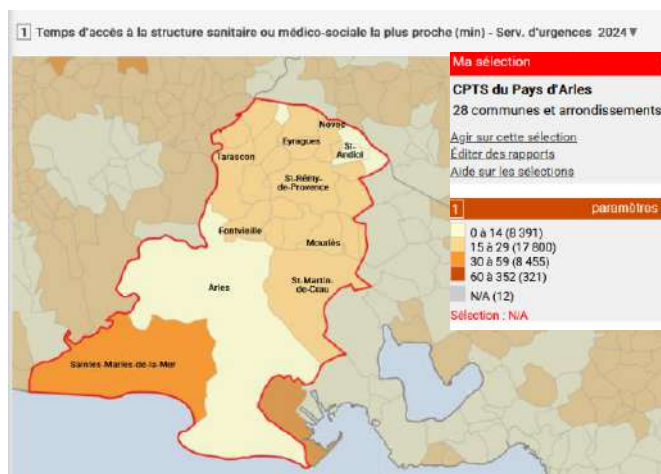 1 Temps d'accès à la structure sanitaire ou médico-sociale la plus proche (min) - Serv. d'urgences 2024▼
Ma sélection
CPTS du Pays d'Arles
28 communes et arrondissements
Agir sur cette sélection
Éditer des rapports
Aide sur les sélections
1 paramètres
0 à 14 (8 391)
15 à 29 (17 800)
30 à 59 (8 455)
60 à 352 (321)
N/A (12)
Sélection : N/A
Noves
Eyragues
St-
Andiol
Tarascon
St-Rémy-
de-Provence
Fontvieille
Mouriès
Arles
St-Martin-
de-Crau
Saintes-Maries-de-la-Mer